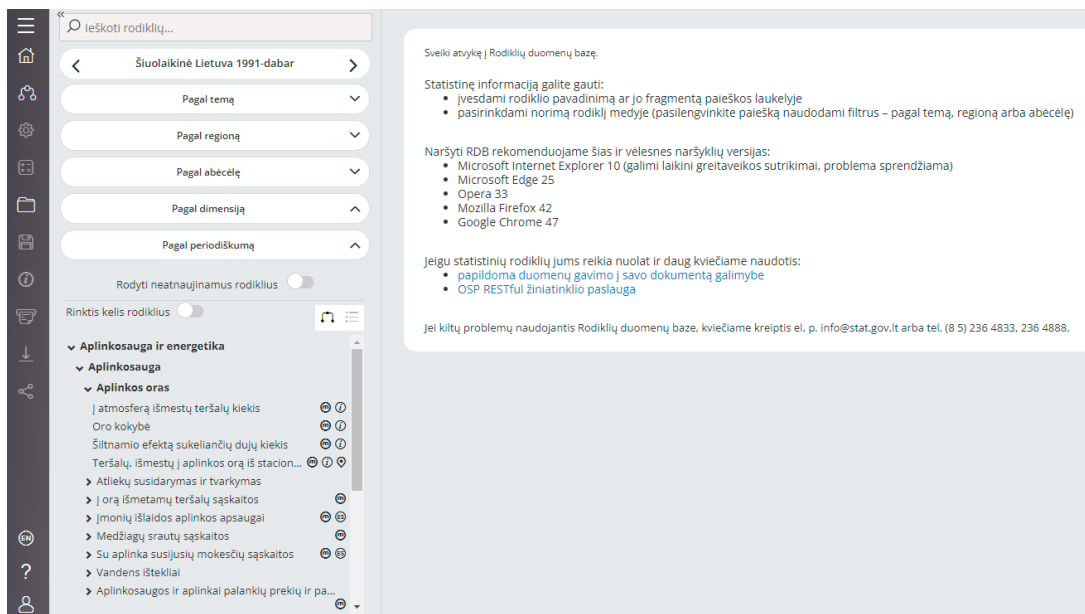 Ieškoti rodiklių...
Šiuolaikinė Lietuva 1991-dabar
Pagal temą
Pagal regioną
Pagal abėcėlę
Pagal dimensiją
Pagal periodiškumą
Rodyti neatnaujinamus rodiklius
Rinktis kelis rodiklius
Aplinkosauga ir energetika
Aplinkosauga
Aplinkos oras
Į atmosferą išmestų teršalų kiekis m i
Oro kokybė m i
Šiltnamio efektą sukeliančių dujų kiekis m i
Teršalų, išmestų į aplinkos orą iš stacion... m i
Atliekų susidarymas ir tvarkymas
Į orą išmetamų teršalų sąskaitos m
Įmonių išlaidos aplinkos apsaugai m ES
Medžiagų srautų sąskaitos m
Su aplinka susijusių mokesčių sąskaitos m ES
Vandens ištekliai
Aplinkosaugos ir aplinkai palankių prekių ir pa...
m
EN
?
Sveiki atvykę į Rodiklių duomenų bazę.
Statistinę informaciją galite gauti:
• įvesdami rodiklio pavadinimą ar jo fragmentą paieškos laukelyje
• pasirinkdami norimą rodiklį medyje (pasilengvinkite paiešką naudodami filtrus – pagal temą, regioną arba abėcėlę)
Naršyti RDB rekomenduojame šias ir vėlesnes naršyklių versijas:
• Microsoft Internet Explorer 10 (galimi laikini greitaveikos sutrikimai, problema sprendžiama)
• Microsoft Edge 25
• Opera 33
• Mozilla Firefox 42
• Google Chrome 47
Jeigu statistinių rodiklių jums reikia nuolat ir daug kviečiame naudotis:
• papildoma duomenų gavimo į savo dokumentą galimybe
• OSP RESTful žiniatinklio paslauga
Jei kiltų problemų naudojantis Rodiklių duomenų baze, kviečiame kreiptis el. p. info@stat.gov.lt arba tel. (8 5) 236 4833, 236 4888.